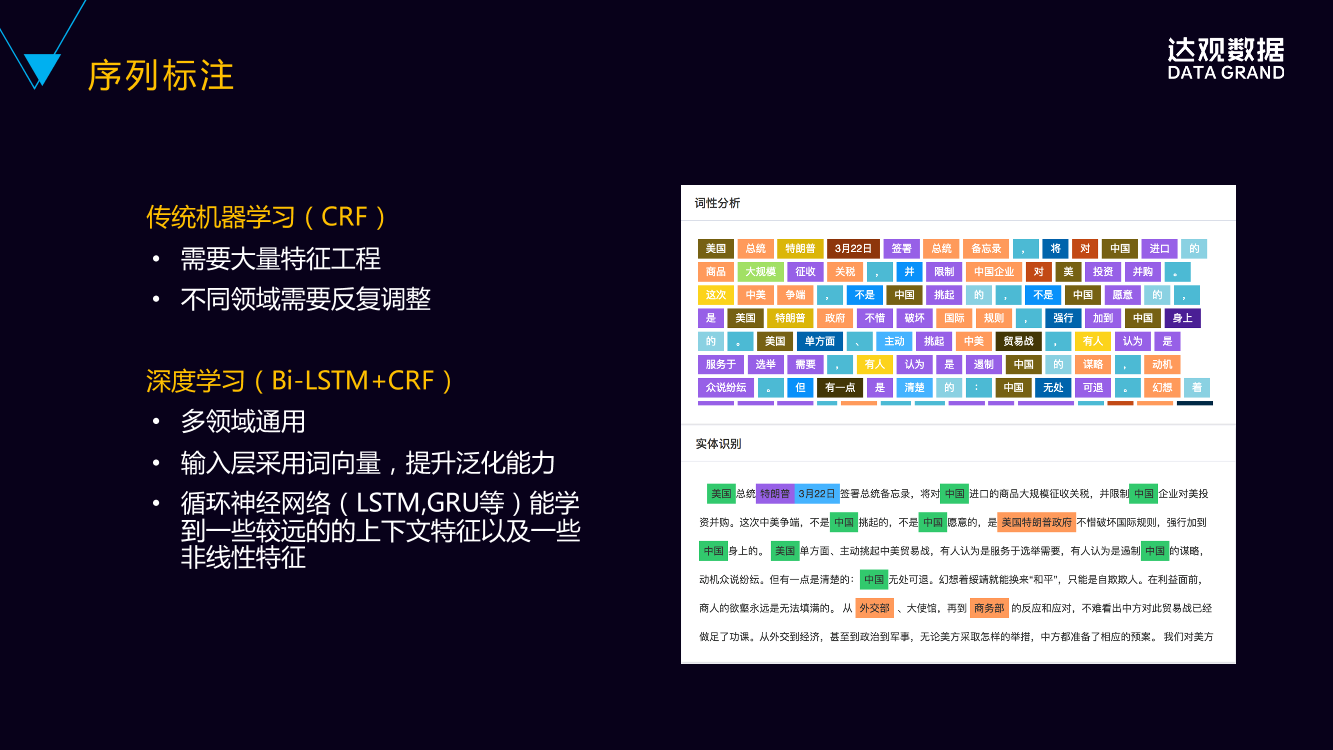 序列标注
达观数据
DATA GRAND
传统机器学习（CRF）
• 需要大量特征工程
• 不同领域需要反复调整
深度学习（Bi-LSTM+CRF）
• 多领域通用
• 输入层采用词向量，提升泛化能力
• 循环神经网络（LSTM,GRU等）能学
到一些较远的的上下文特征以及一些
非线性特征
词性分析
美国 总统 特朗普 3月22日 签署 总统 备忘录 ， 将 对 中国 进口 的
商品 大规模 征收 关税 ， 并 限制 中国企业 对 美 投资 并购 。
这次 中美 争端 ， 不是 中国 挑起 的 ， 不是 中国 愿意 的 ，
是 美国 特朗普 政府 不惜 破坏 国际 规则 ， 强行 加到 中国 身上
的 。 美国 单方面 、 主动 挑起 中美 贸易战 ， 有人 认为 是
服务于 选举 需要 ， 有人 认为 是 遏制 中国 的 谋略 ， 动机
众说纷纭 。 但 有一点 是 清楚 的 ： 中国 无处 可退 。 幻想 着
实体识别
美国 总统 特朗普 3月22日 签署总统备忘录，将对 中国 进口的商品大规模征收关税，并限制 中国 企业对美投
资并购。这次中美争端，不是 中国 挑起的，不是 中国 愿意的，是 美国特朗普政府 不惜破坏国际规则，强行加到
中国 身上的。 美国 单方面、主动挑起中美贸易战，有人认为是服务于选举需要，有人认为是遏制 中国 的谋略，
动机众说纷纭。但有一点是清楚的： 中国 无处可退。幻想着绥靖就能换来“和平”，只能是自欺欺人。在利益面前，
商人的欲壑永远是无法填满的。 从 外交部 、大使馆，再到 商务部 的反应和应对，不难看出中方对此贸易战已经
做足了功课。从外交到经济，甚至到政治到军事，无论美方采取怎样的举措，中方都准备了相应的预案。 我们对美方